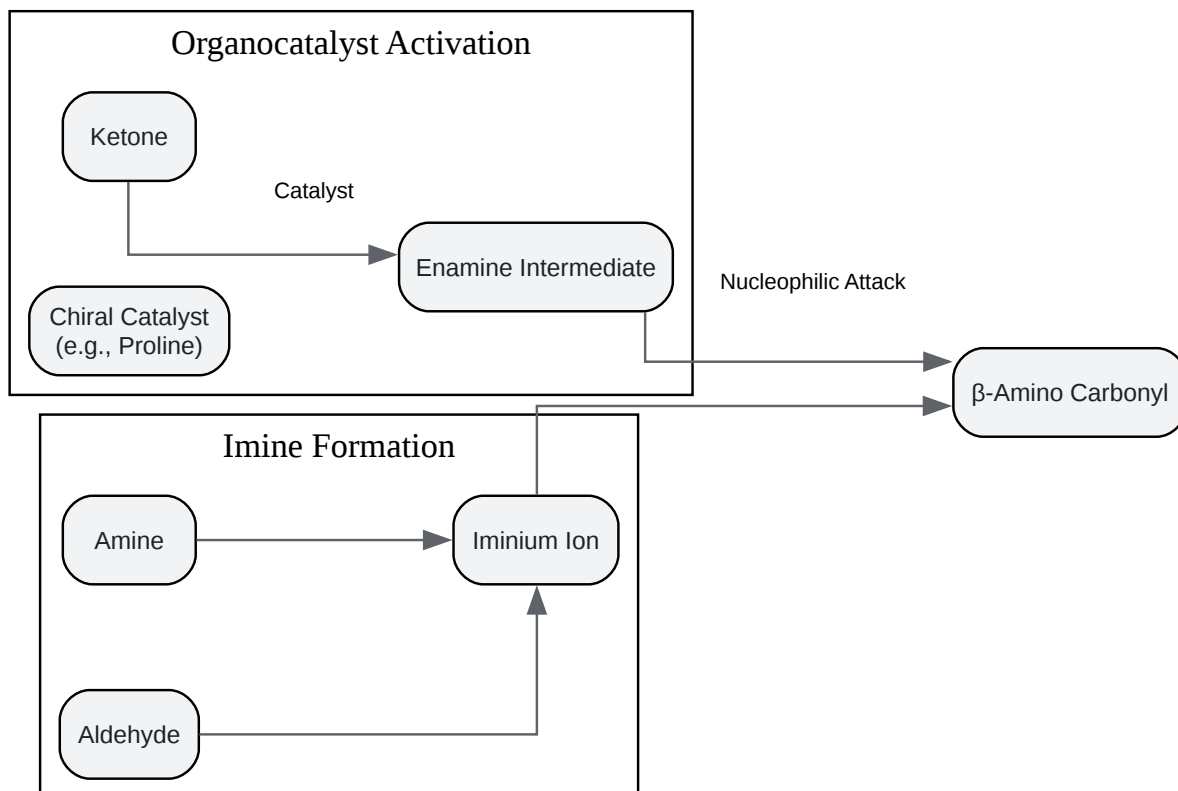 Organocatalyst Activation
Ketone
Catalyst
Enamine Intermediate
Nucleophilic Attack
Chiral Catalyst
(e.g., Proline)
β-Amino Carbonyl
Imine Formation
Amine
Iminium Ion
Aldehyde